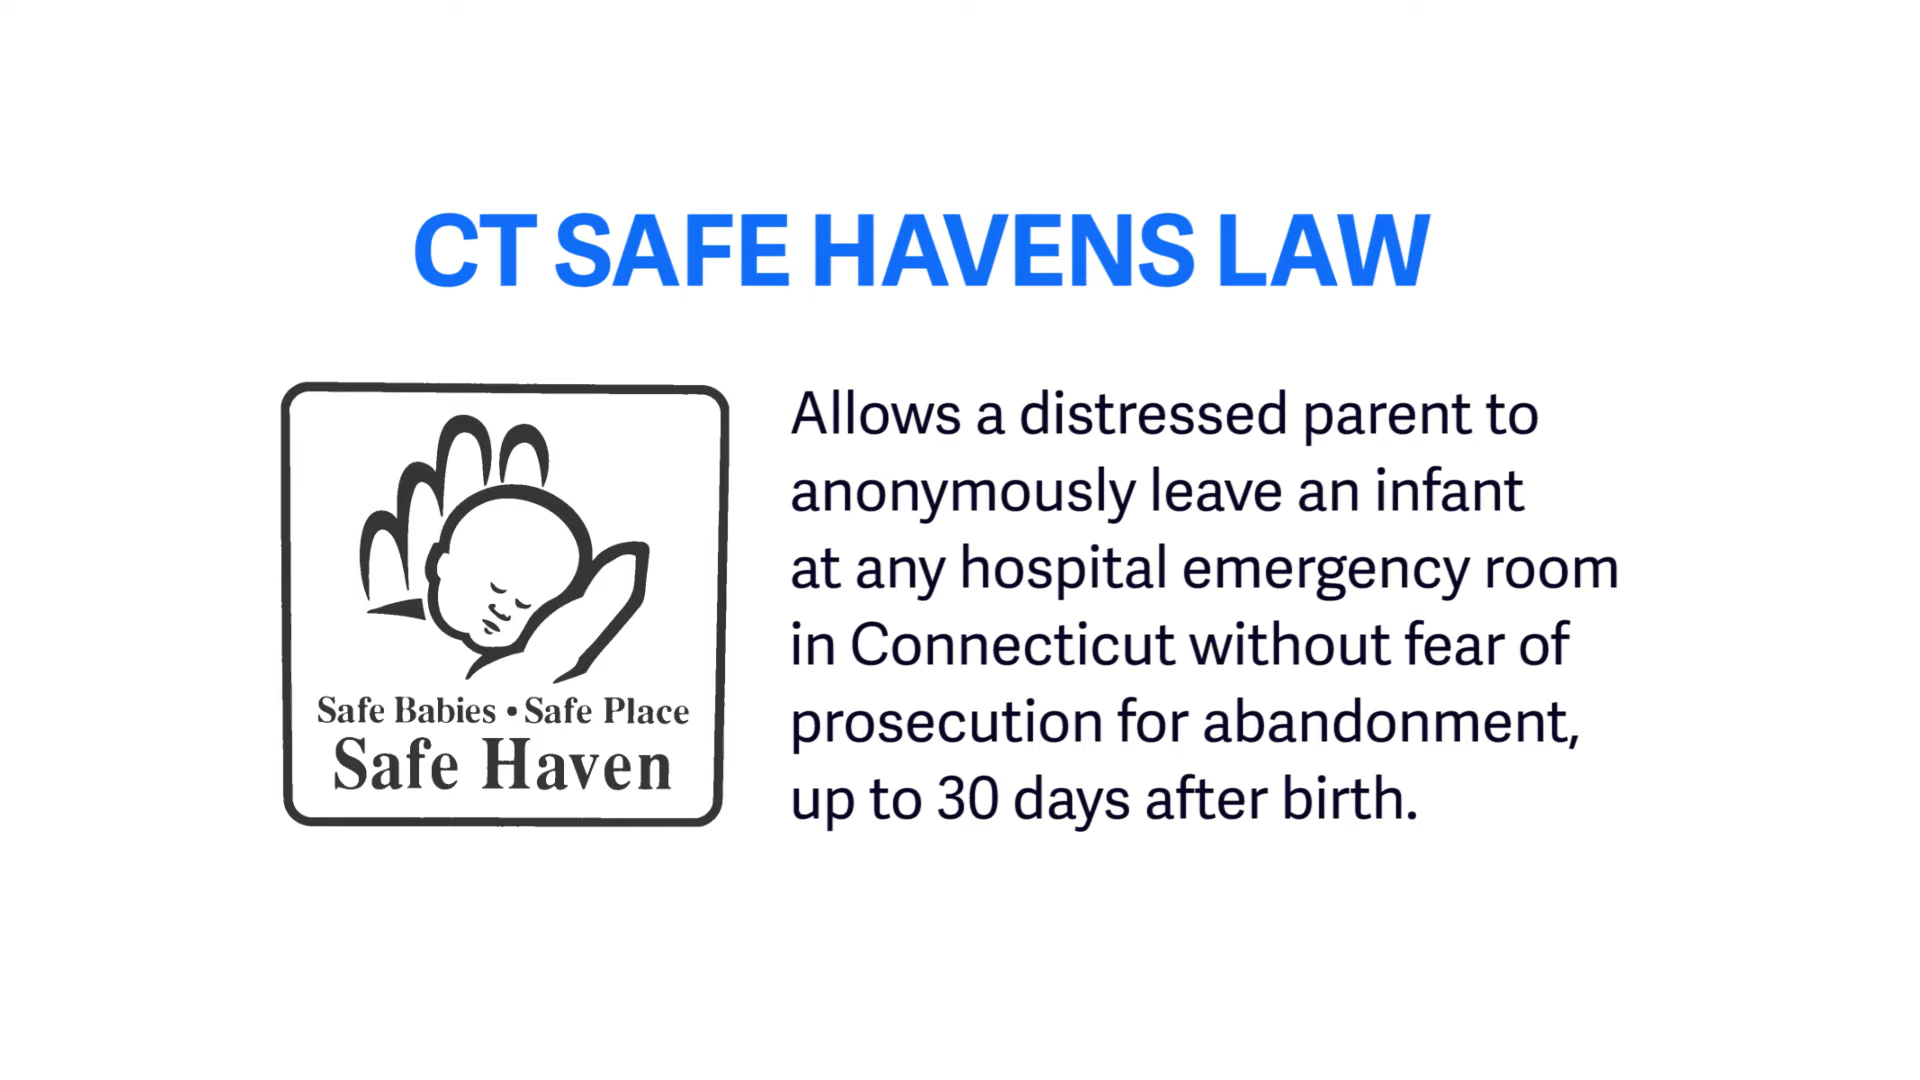 CT SAFE HAVENS LAW
Safe Babies • Safe Place
Safe Haven
Allows a distressed parent to
anonymously leave an infant
at any hospital emergency room
in Connecticut without fear of
prosecution for abandonment,
up to 30 days after birth.